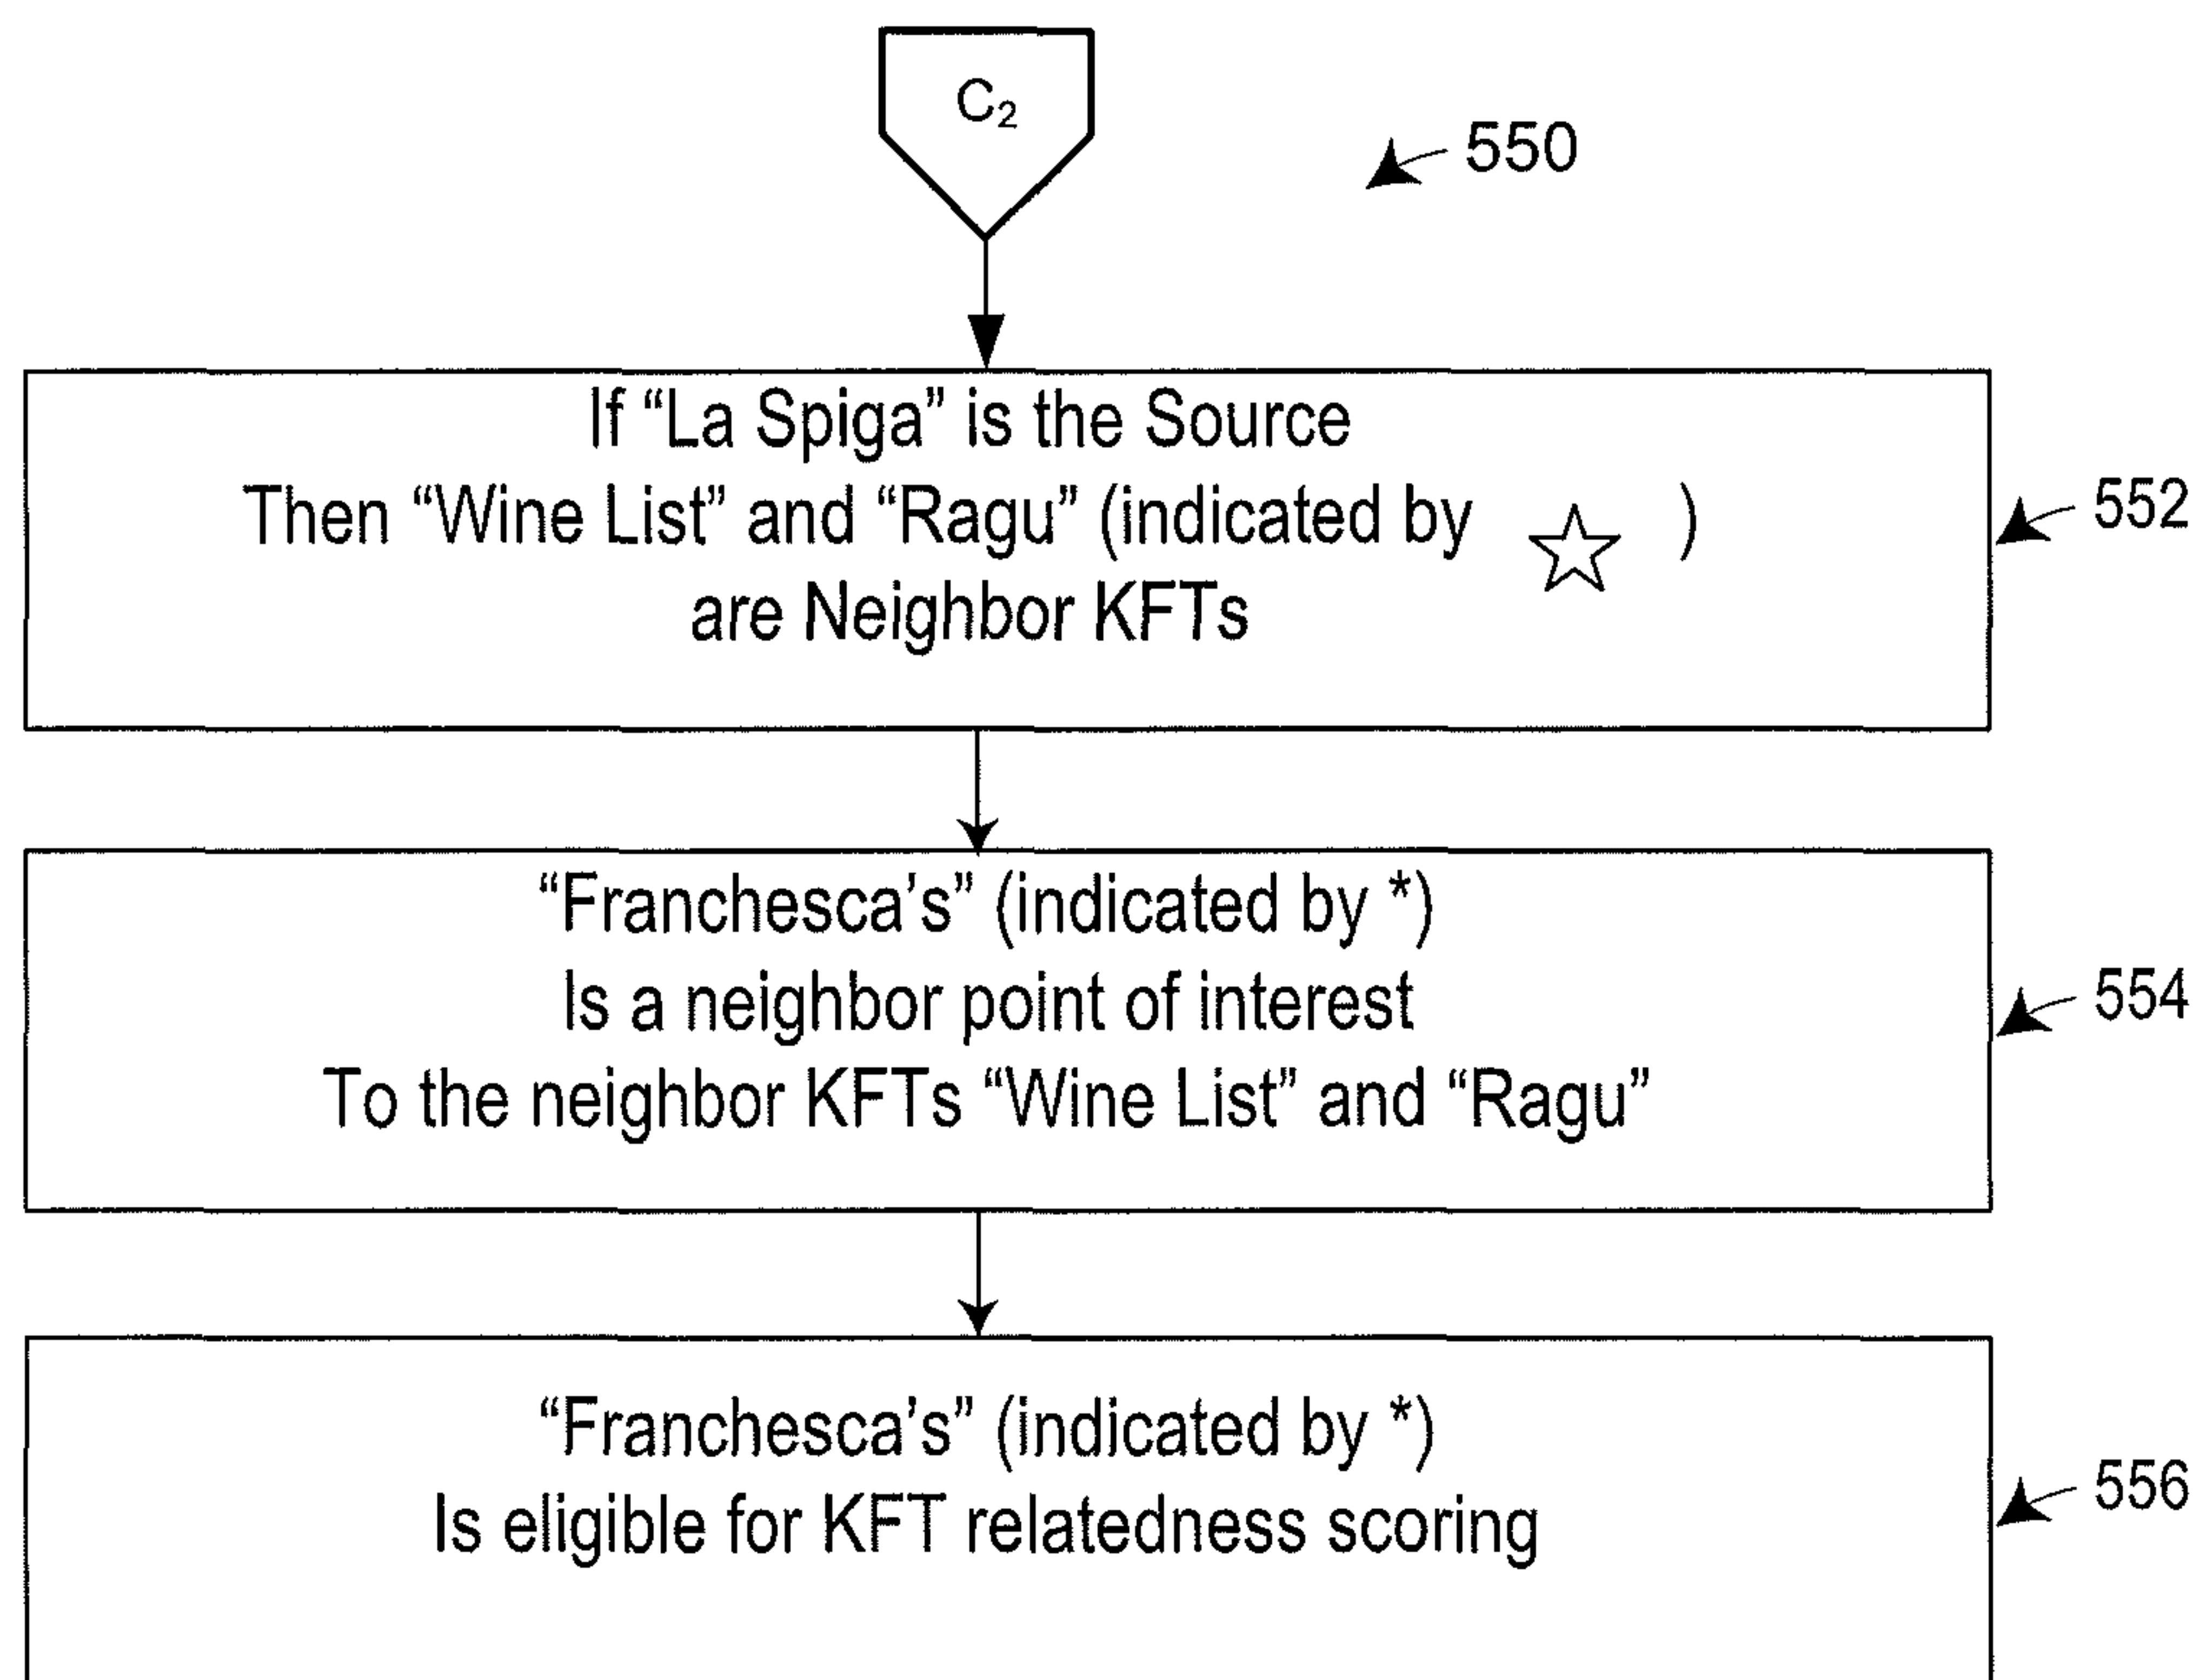 C₂
550
If “La Spiga” is the Source
Then “Wine List” and “Ragu” (indicated by ☆ )
are Neighbor KFTs
552
“Franchesca’s” (indicated by *)
Is a neighbor point of interest
To the neighbor KFTs “Wine List” and “Ragu”
554
“Franchesca’s” (indicated by *)
Is eligible for KFT relatedness scoring
556